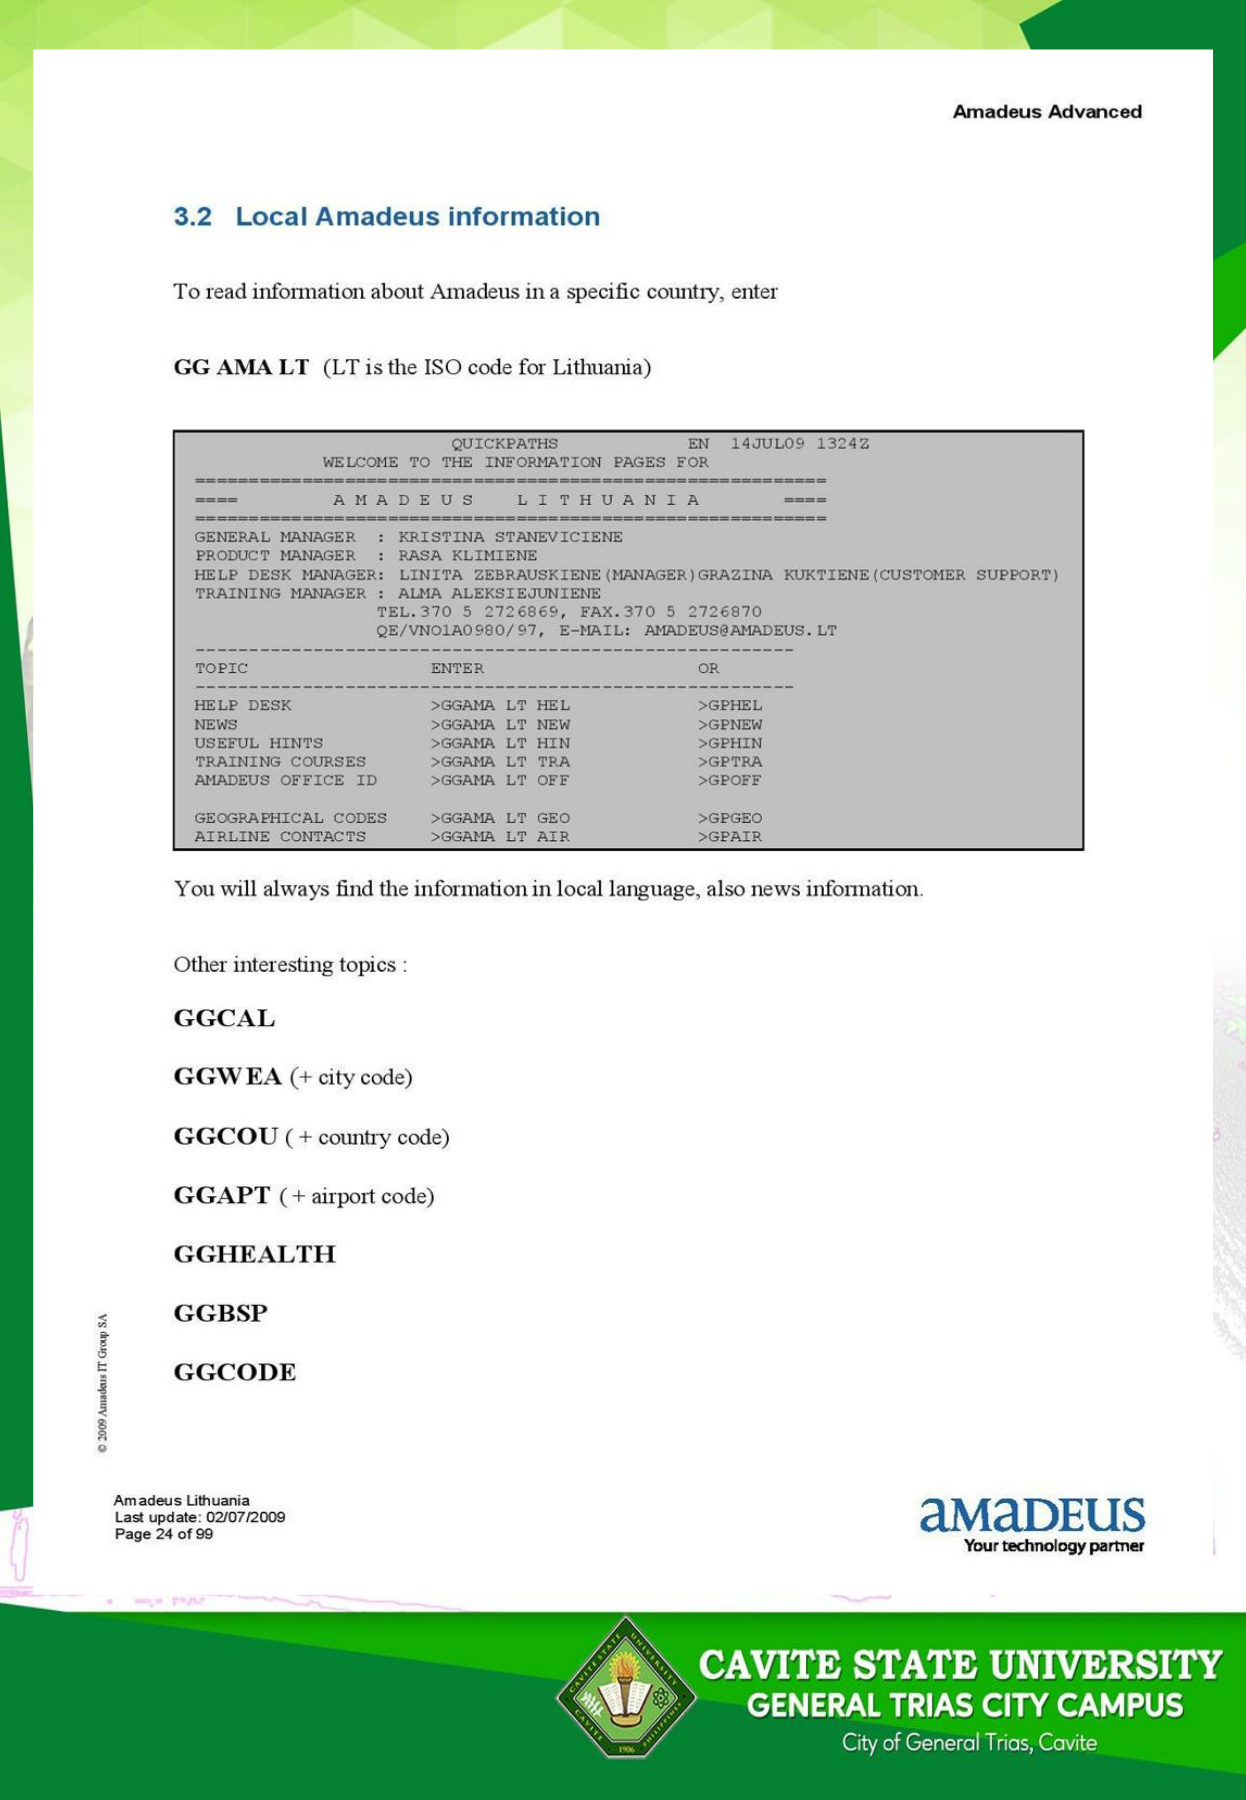 Amadeus Advanced
3.2 Local Amadeus information
To read information about Amadeus in a specific country, enter
GG AMA LT (LT is the ISO code for Lithuania)
QUICKPATHS EN 14JUL09 1324Z
WELCOME TO THE INFORMATION PAGES FOR
===========================================================
==== A M A D E U S L I T H U A N I A ====
===========================================================
GENERAL MANAGER : KRISTINA STANEVICIENE
PRODUCT MANAGER : RASA KLIMIENE
HELP DESK MANAGER: LINITA ZEBRAUSKIENE(MANAGER)GRAZINA KUKTIENE(CUSTOMER SUPPORT)
TRAINING MANAGER : ALMA ALEKSIEJUNIENE
TEL.370 5 2726869, FAX.370 5 2726870
QE/VNO1A0980/97, E-MAIL: AMADEUS@AMADEUS.LT
--------------------------------------------------------
TOPIC ENTER OR
--------------------------------------------------------
HELP DESK >GGAMA LT HEL >GPHEL
NEWS >GGAMA LT NEW >GPNEW
USEFUL HINTS >GGAMA LT HIN >GPHIN
TRAINING COURSES >GGAMA LT TRA >GPTRA
AMADEUS OFFICE ID >GGAMA LT OFF >GPOFF
GEOGRAPHICAL CODES >GGAMA LT GEO >GPGEO
AIRLINE CONTACTS >GGAMA LT AIR >GPAIR
You will always find the information in local language, also news information.
Other interesting topics :
GGCAL
GGWEA (+ city code)
GGCOU ( + country code)
GGAPT ( + airport code)
GGHEALTH
GGBSP
GGCODE
© 2009 Amadeus IT Group SA
Amadeus Lithuania
Last update: 02/07/2009
Page 24 of 99
amaDEUS
Your technology partner
CAVITE STATE UNIVERSITY
CAVITE PHILIPPINES
1906
CAVITE STATE UNIVERSITY
GENERAL TRIAS CITY CAMPUS
City of General Trias, Cavite